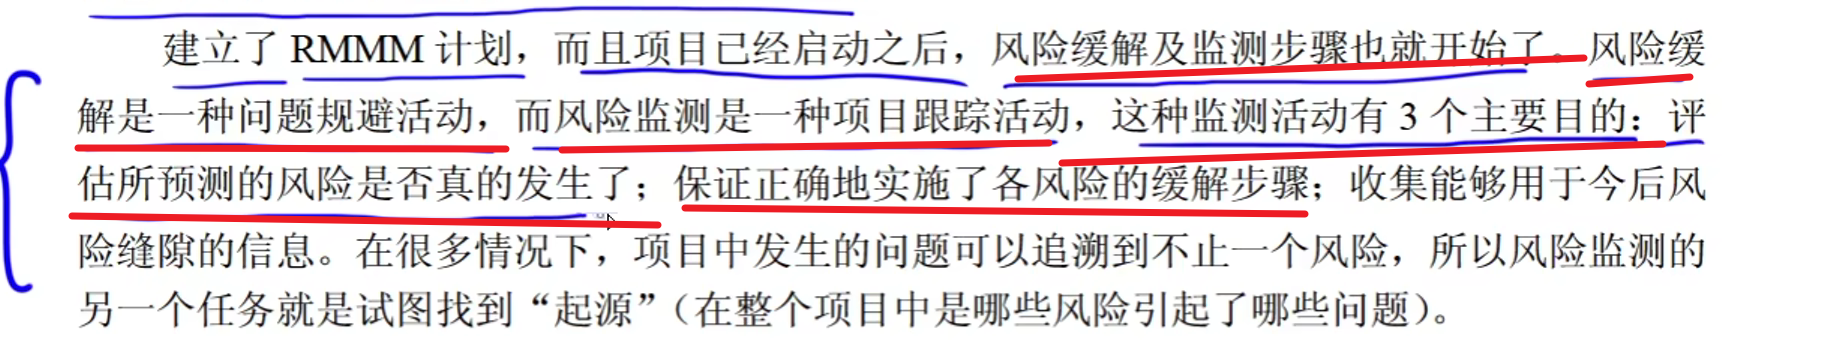 建立了 RMMM 计划，而且项目已经启动之后，风险缓解及监测步骤也就开始了。风险缓
解是一种问题规避活动，而风险监测是一种项目跟踪活动，这种监测活动有 3 个主要目的：评
估所预测的风险是否真的发生了；保证正确地实施了各风险的缓解步骤；收集能够用于今后风
险缝隙的信息。在很多情况下，项目中发生的问题可以追溯到不止一个风险，所以风险监测的
另一个任务就是试图找到“起源”（在整个项目中是哪些风险引起了哪些问题）。